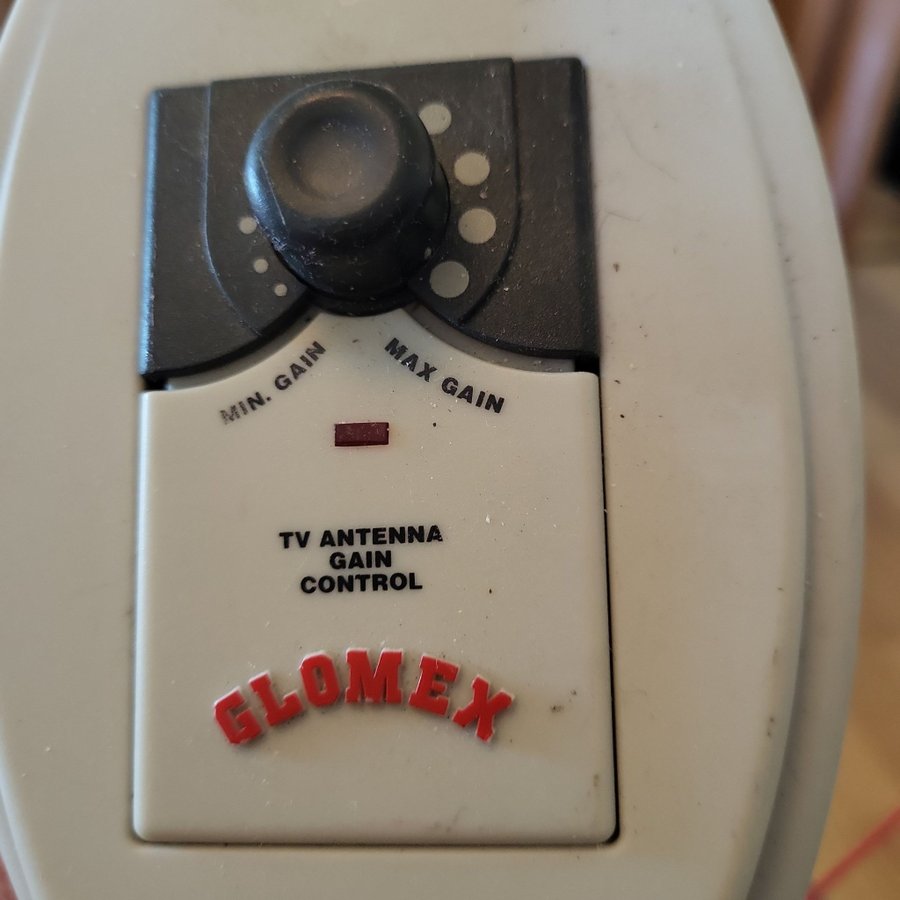 MIN. GAIN
MAX GAIN
TV ANTENNA
GAIN
CONTROL
GLOMEX